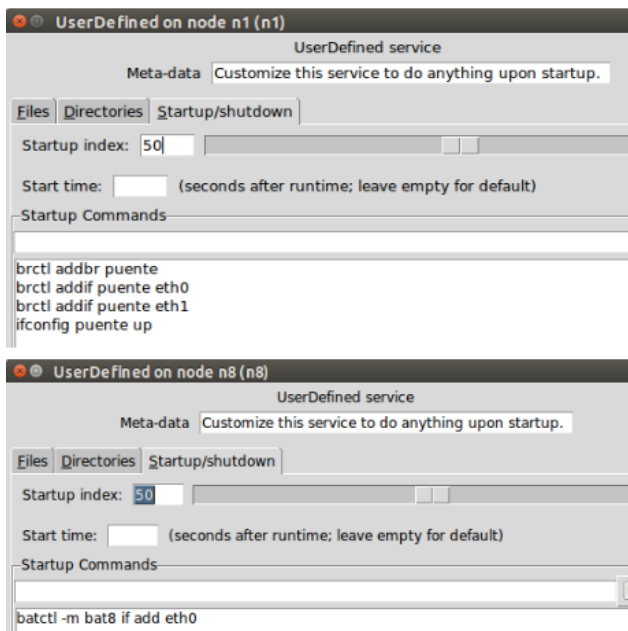 UserDefined on node n1 (n1)
UserDefined service
Meta-data Customize this service to do anything upon startup.
Files Directories Startup/shutdown
Startup index: 50
Start time: (seconds after runtime; leave empty for default)
Startup Commands
brctl addbr puente
brctl addif puente eth0
brctl addif puente eth1
ifconfig puente up
UserDefined on node n8 (n8)
UserDefined service
Meta-data Customize this service to do anything upon startup.
Files Directories Startup/shutdown
Startup index: 50
Start time: (seconds after runtime; leave empty for default)
Startup Commands
batctl -m bat8 if add eth0